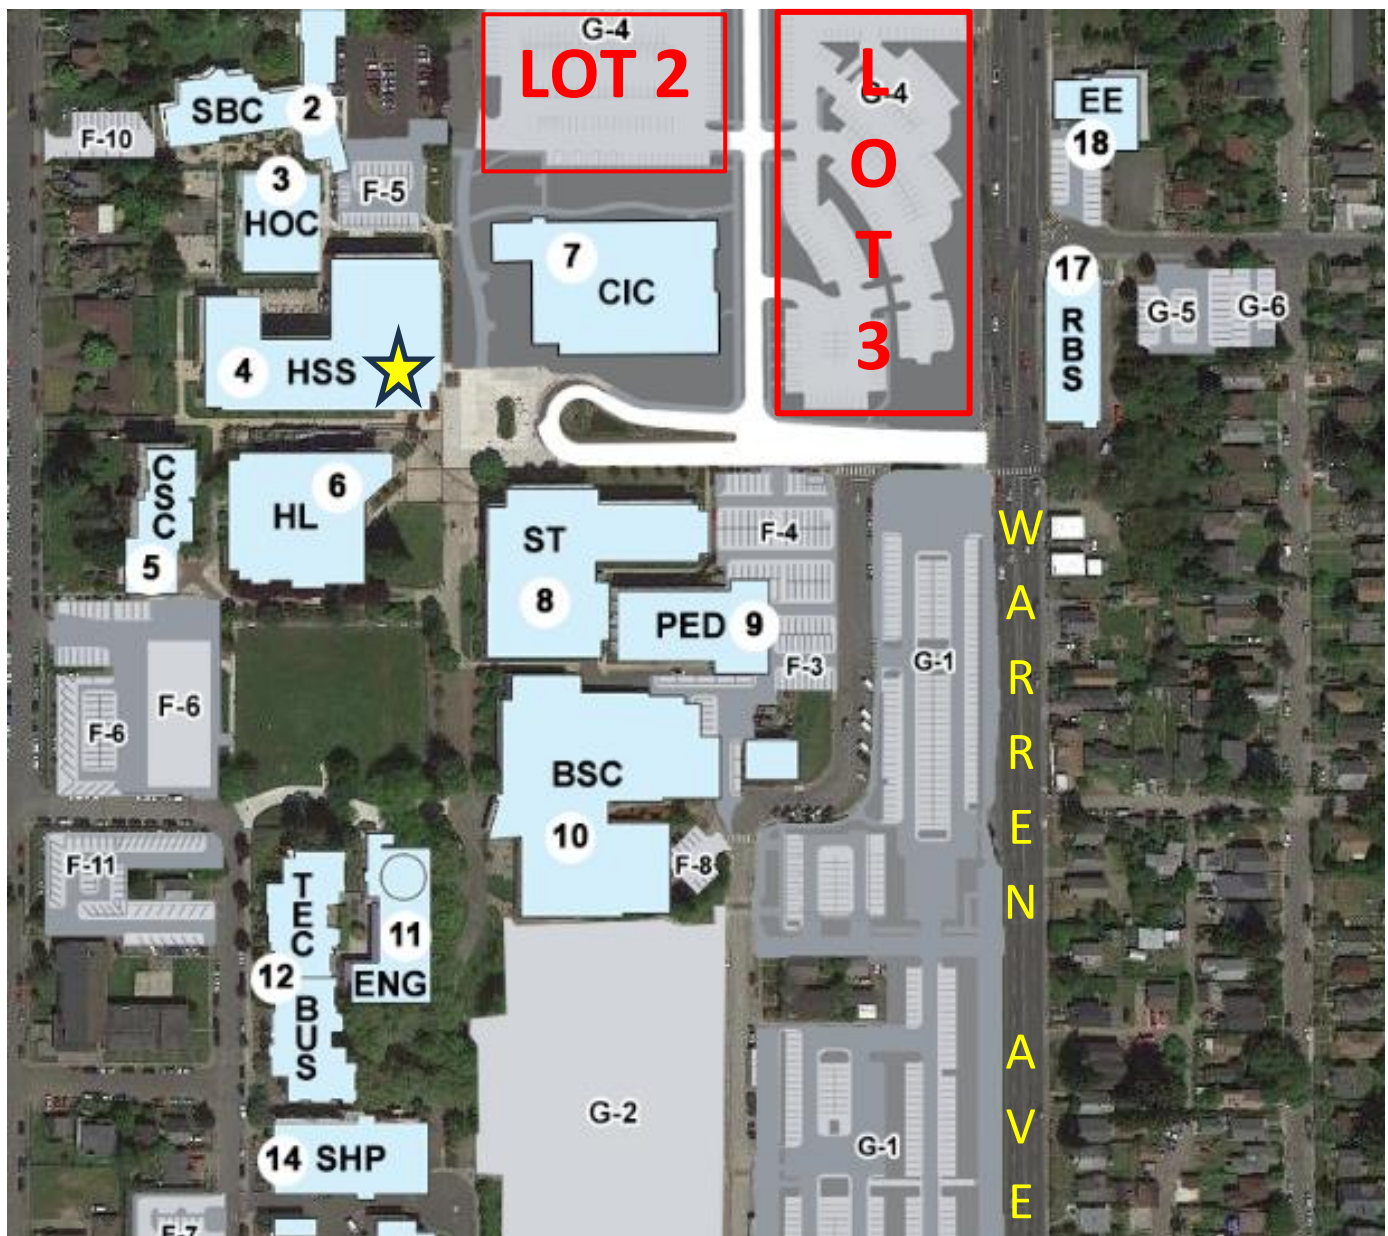 G-4
LOT 2
L
O
T
3
G-4
SBC
2
F-10
3
HOC
F-5
EE
18
7
CIC
17
RBS
G-5
G-6
4
HSS
CSC
5
6
HL
ST
8
F-4
PED
9
F-3
G-1
WARREN AVE
F-6
F-6
BSC
10
F-8
F-11
TEC
11
ENG
12
BUS
G-2
G-1
14
SHP
F-7